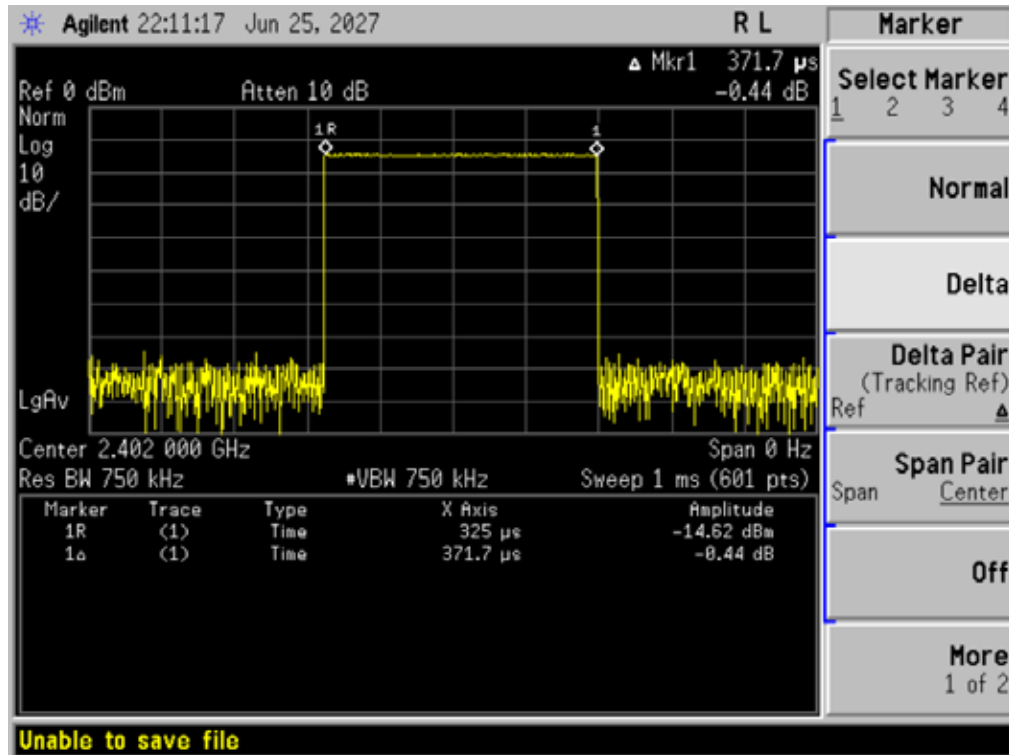 Agilent 22:11:17 Jun 25, 2027 R L Marker
Δ Mkr1 371.7 µs
Ref 0 dBm Atten 10 dB -0.44 dB
Select Marker
1 2 3 4
Norm
Log
10
dB/
1R 1
Normal
Delta
Delta Pair
(Tracking Ref)
Ref Δ
LgAv
Center 2.402 000 GHz Span 0 Hz
Res BW 750 kHz #VBW 750 kHz Sweep 1 ms (601 pts)
Span Pair
Span Center
Marker Trace Type X Axis Amplitude
1R (1) Time 325 µs -14.62 dBm
1Δ (1) Time 371.7 µs -0.44 dB
Off
More
1 of 2
Unable to save file